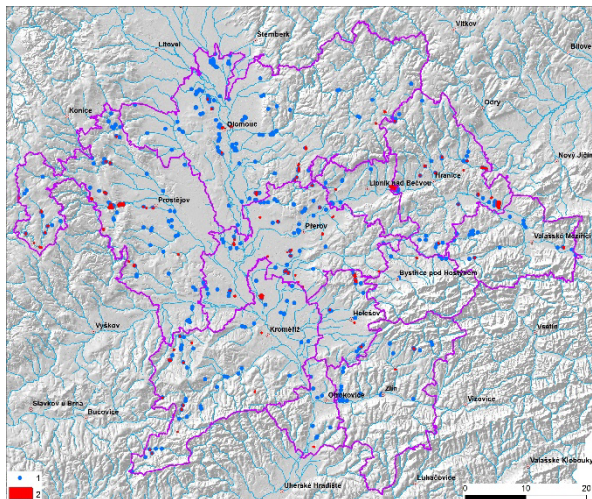 Vítkov
Šternberk
Litovel
Bílove
Odry
Konice
Olomouc
Nový Jičín
Hranice
Lipník nad Bečvou
Prostějov
Přerov
Valašské Meziříčí
Bystřice pod Hostýnem
Holešov
Vyškov
Kroměříž
Vsetín
Otrokovice
Zlín
Vizovice
Slavkov u Brna
Bučovice
Valašské Klobouky
Luhačovice
Uherské Hradiště
1
2
0
10
20